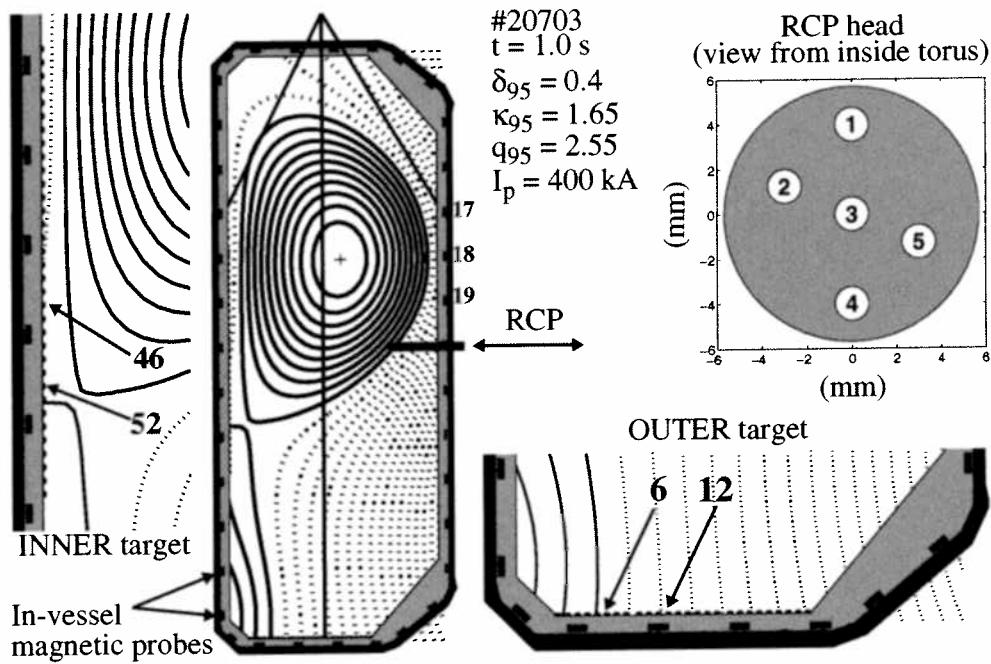 #20703
t = 1.0 s
δ95 = 0.4
κ95 = 1.65
q95 = 2.55
Ip = 400 kA
RCP head
(view from inside torus)
6
4
2
0
−2
−4
−6
(mm)
1
2
3
5
4
−6
−4
−2
0
2
4
6
(mm)
17
18
19
RCP
46
52
INNER target
In-vessel
magnetic probes
OUTER target
6
12